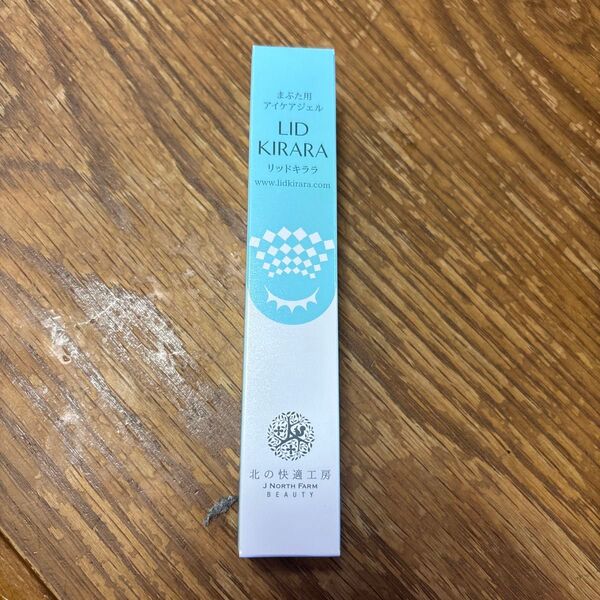 まぶた用
アイケアジェル
LID
KIRARA
リッドキララ
www.lidkirara.com
北の快適工房
J NORTH FARM
BEAUTY